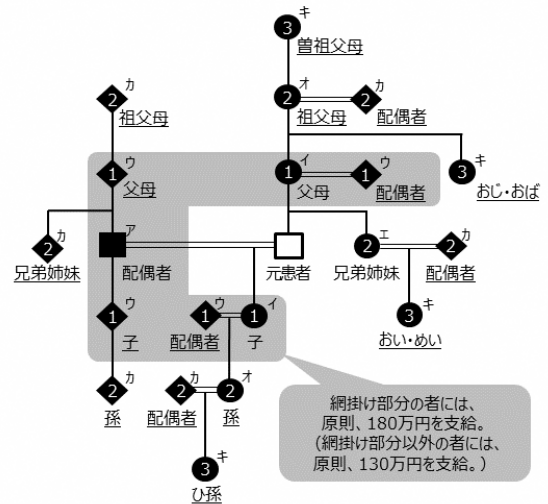 キ
3
曽祖父母
カ
2
祖父母
オ
2
祖父母
カ
2
配偶者
ウ
1
父母
イ
1
父母
ウ
1
配偶者
キ
3
おじ・おば
カ
2
兄弟姉妹
ア
配偶者
元患者
エ
2
兄弟姉妹
カ
2
配偶者
ウ
1
子
ウ
1
配偶者
イ
1
子
キ
3
おい・めい
カ
2
孫
カ
2
配偶者
オ
2
孫
キ
3
ひ孫
網掛け部分の者には、
原則、180万円を支給。
（網掛け部分以外の者には、
原則、130万円を支給。）